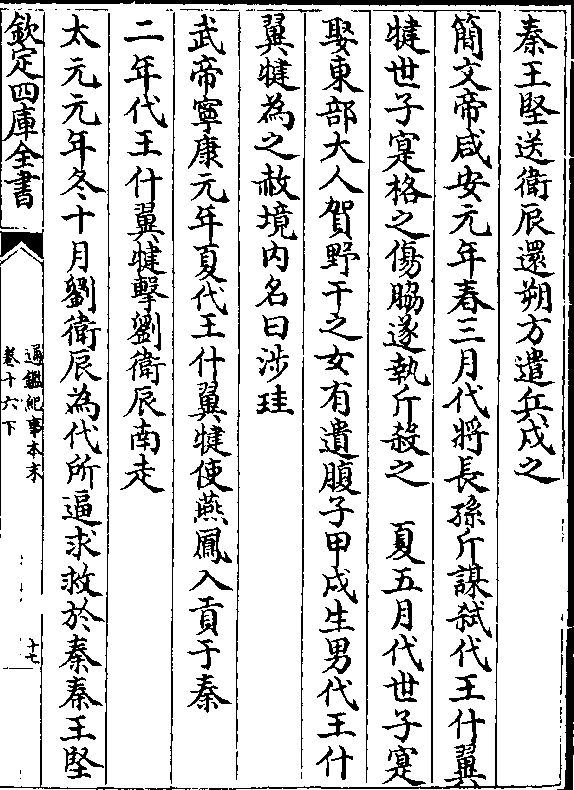 秦王堅送衛辰還朔方遣兵戍之
簡文帝咸安元年春三月代將長孫斤謀弑代王什翼
犍世子寔格之傷脇遂執斤殺之　夏五月代世子寔
娶東部大人賀野干之女有遺腹子甲戌生男代王什
翼犍為之赦境内名曰涉珪
武帝寧康元年夏代王什翼犍使燕鳳入貢于秦
二年代王什翼犍擊劉衛辰南走
太元元年冬十月劉衛辰為代所逼求救於秦秦王堅
欽定四庫全書
通鑑紀事本末
卷十六下
十七